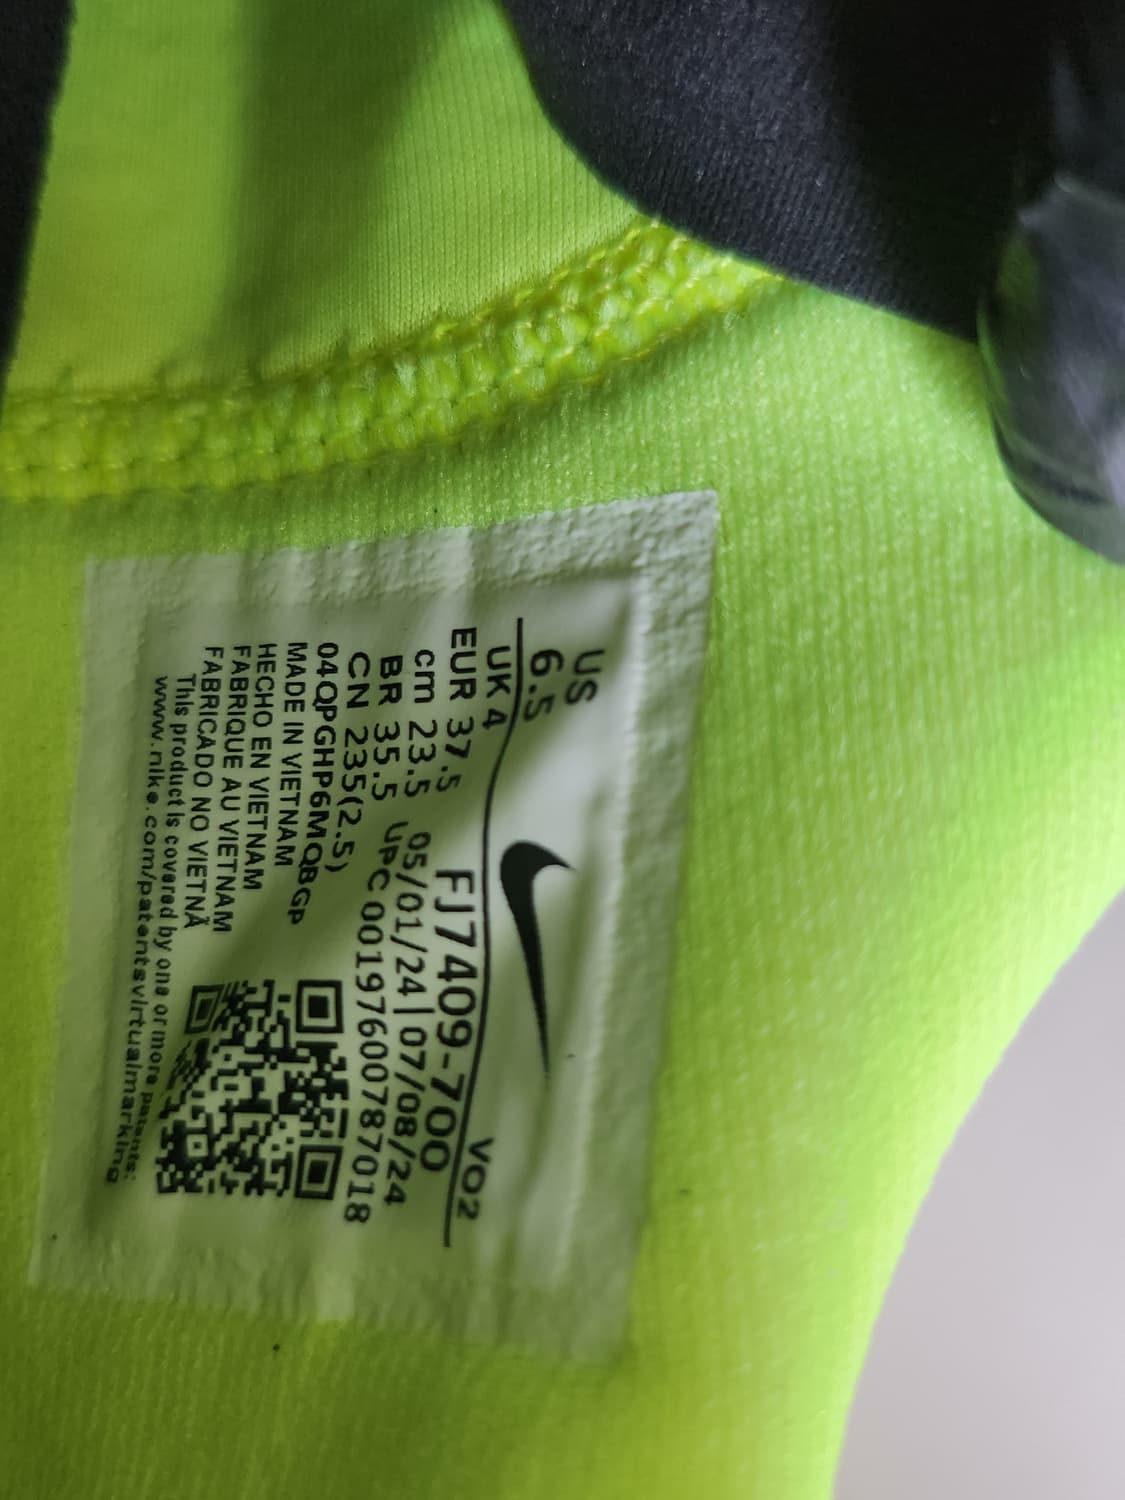 US
6.5
UK 4
EUR 37.5
cm 23.5
BR 35.5
CN 235(2.5)
04QPGHP6MQ8GP
MADE IN VIETNAM
HECHO EN VIETNAM
FABRIQUE AU VIETNAM
FABRICADO NO VIETNÃ
This product is covered by one or more patents:
www.nike.com/patentsvirtualmarking
VO2
FJ7409-700
05/01/24|07/08/24
UPC 00197600787018